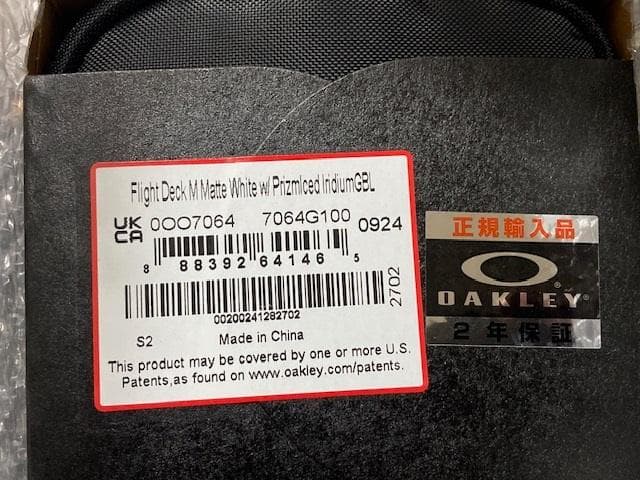 Flight Deck M Matte White w/ PrizmIced IridiumGBL
UK
CA
OOO7064 7064G100 0924
8 88392 64146 5
2702
00200241282702
S2 Made in China
This product may be covered by one or more U.S.
Patents,as found on www.oakley.com/patents.
正規輸入品
OAKLEY
2年保証